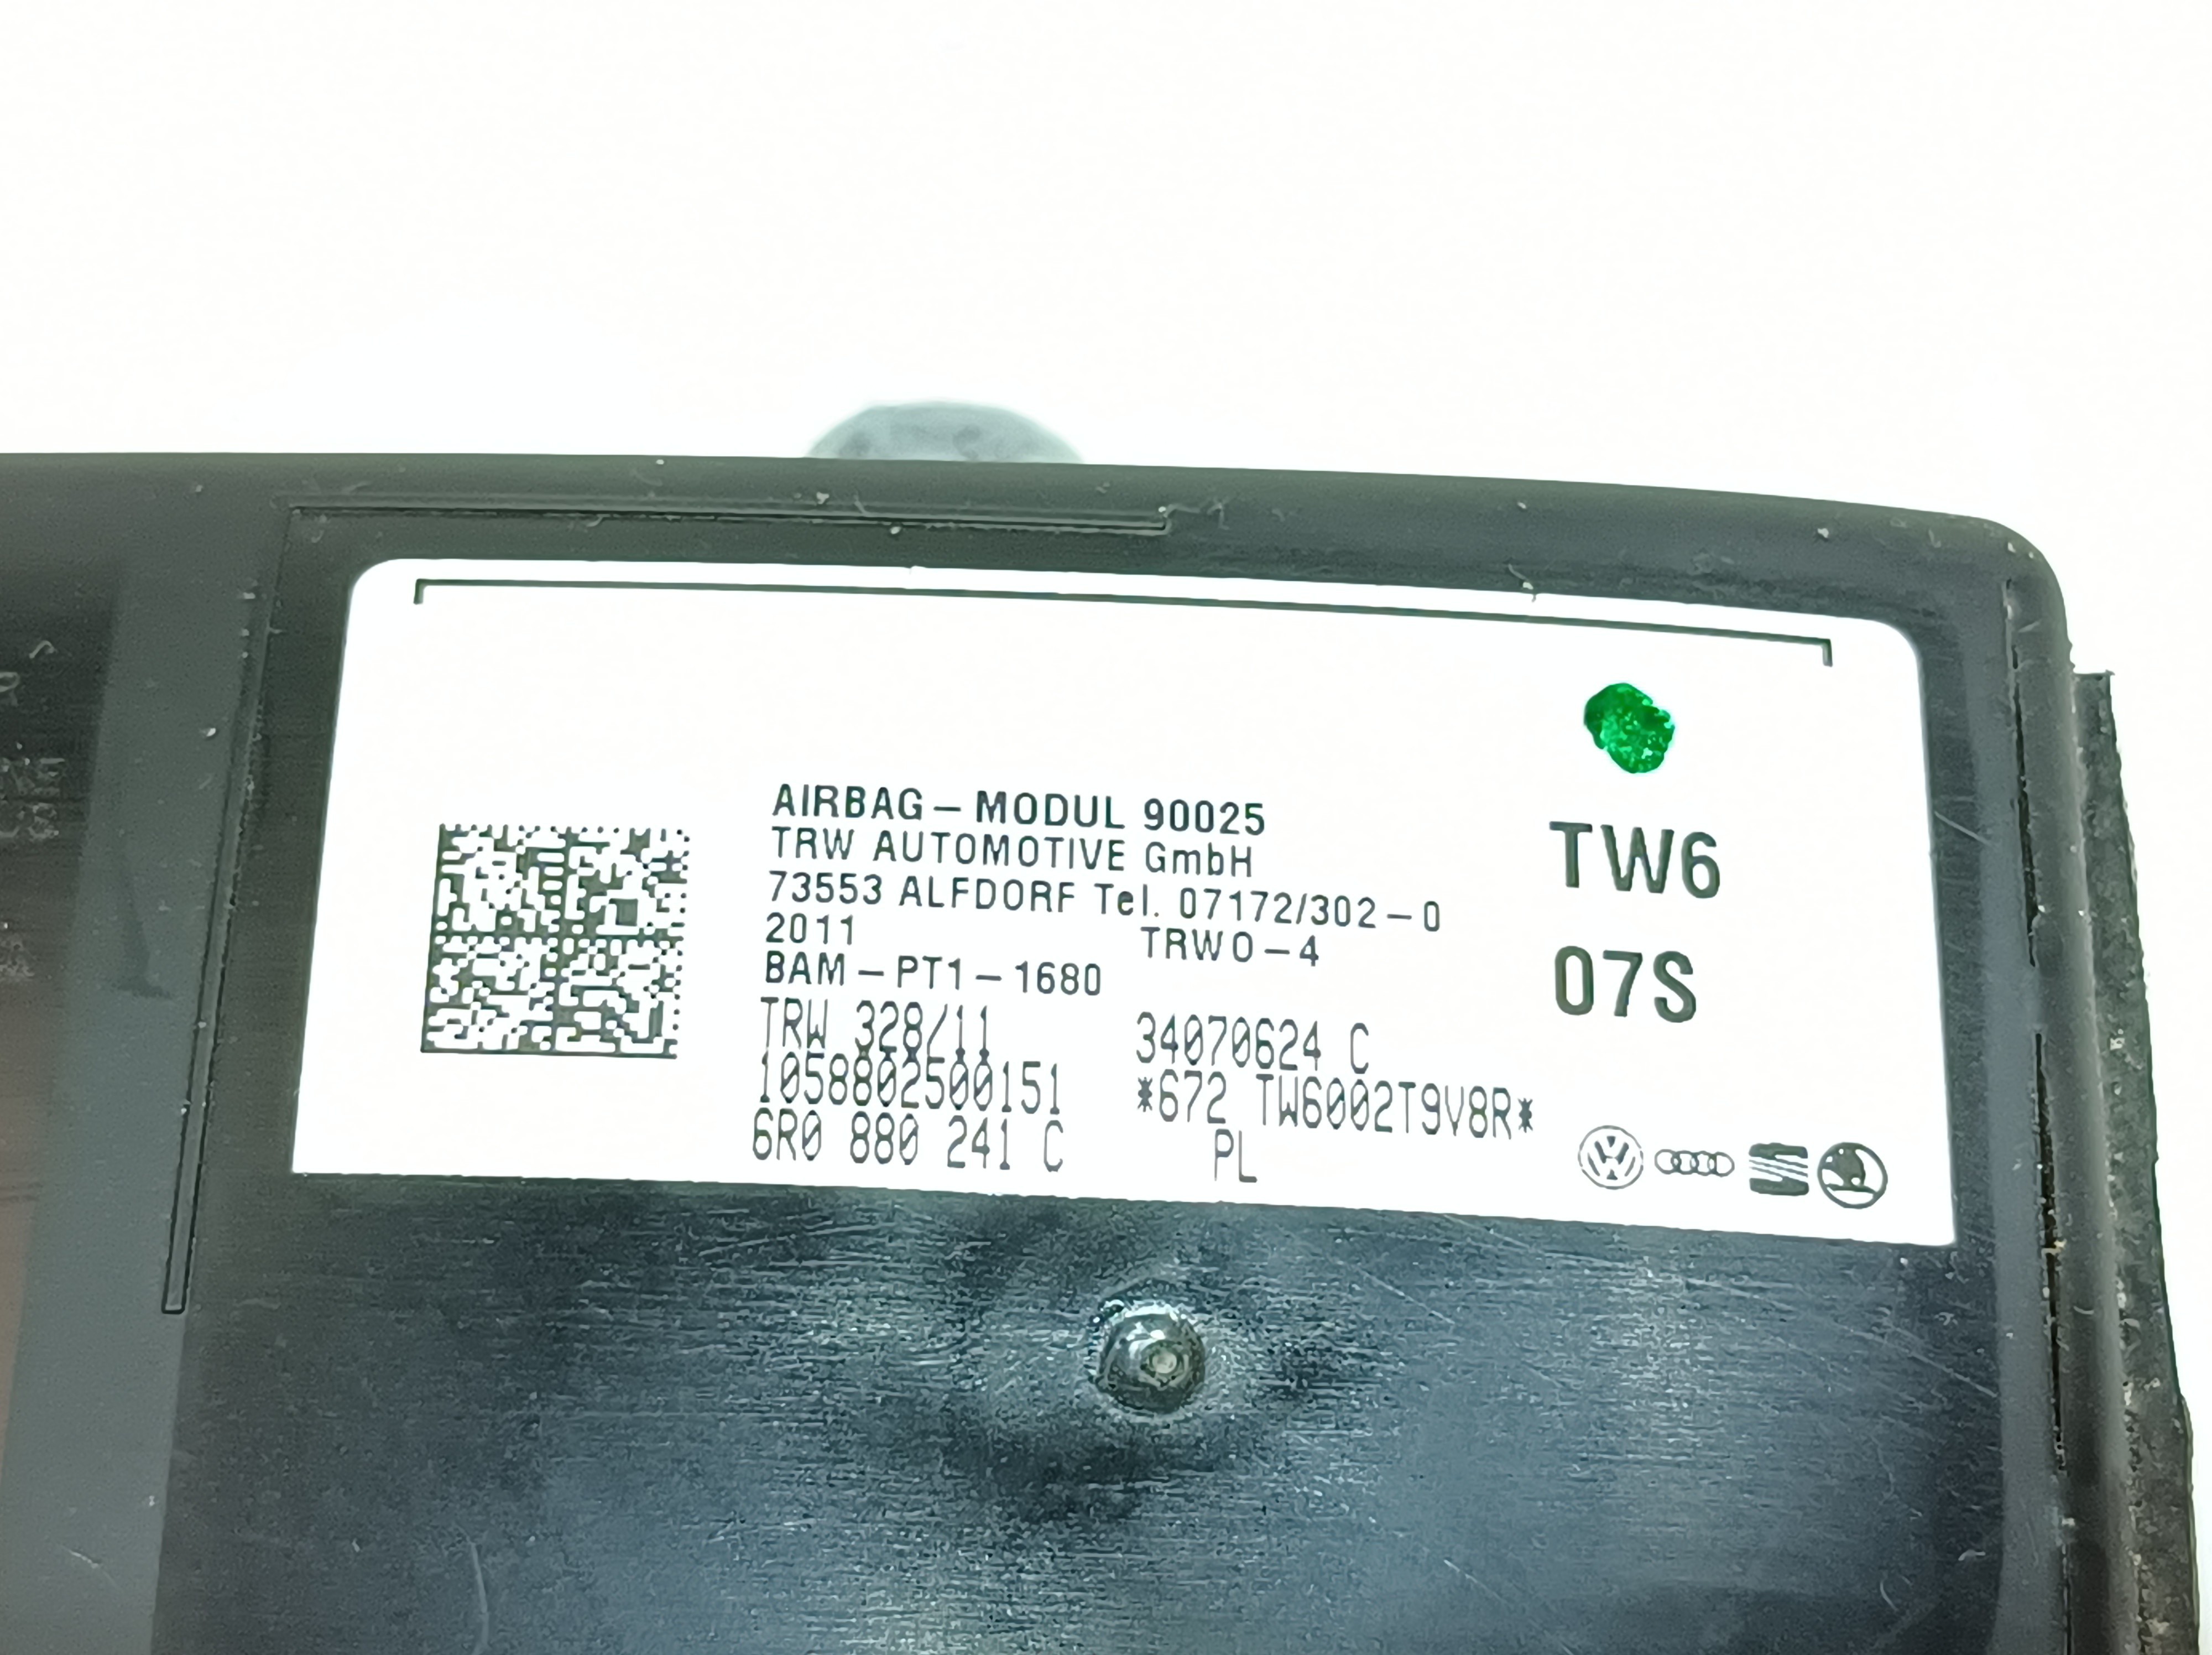 AIRBAG – MODUL 90025
TRW AUTOMOTIVE GmbH
73553 ALFDORF Tel. 07172/302 – 0
2011 TRWO – 4
BAM – PT1 – 1680
TRW 328/11 34070624 C
1058802500151 *672 TW6002T9V8R*
6R0 880 241 C PL
TW6
07S